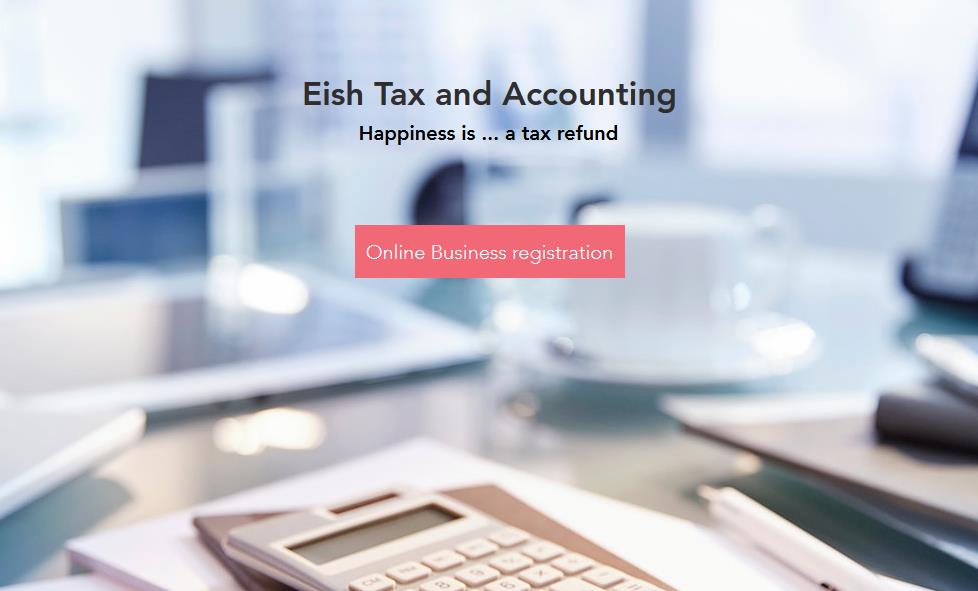 Eish Tax and Accounting
Happiness is ... a tax refund
Online Business registration